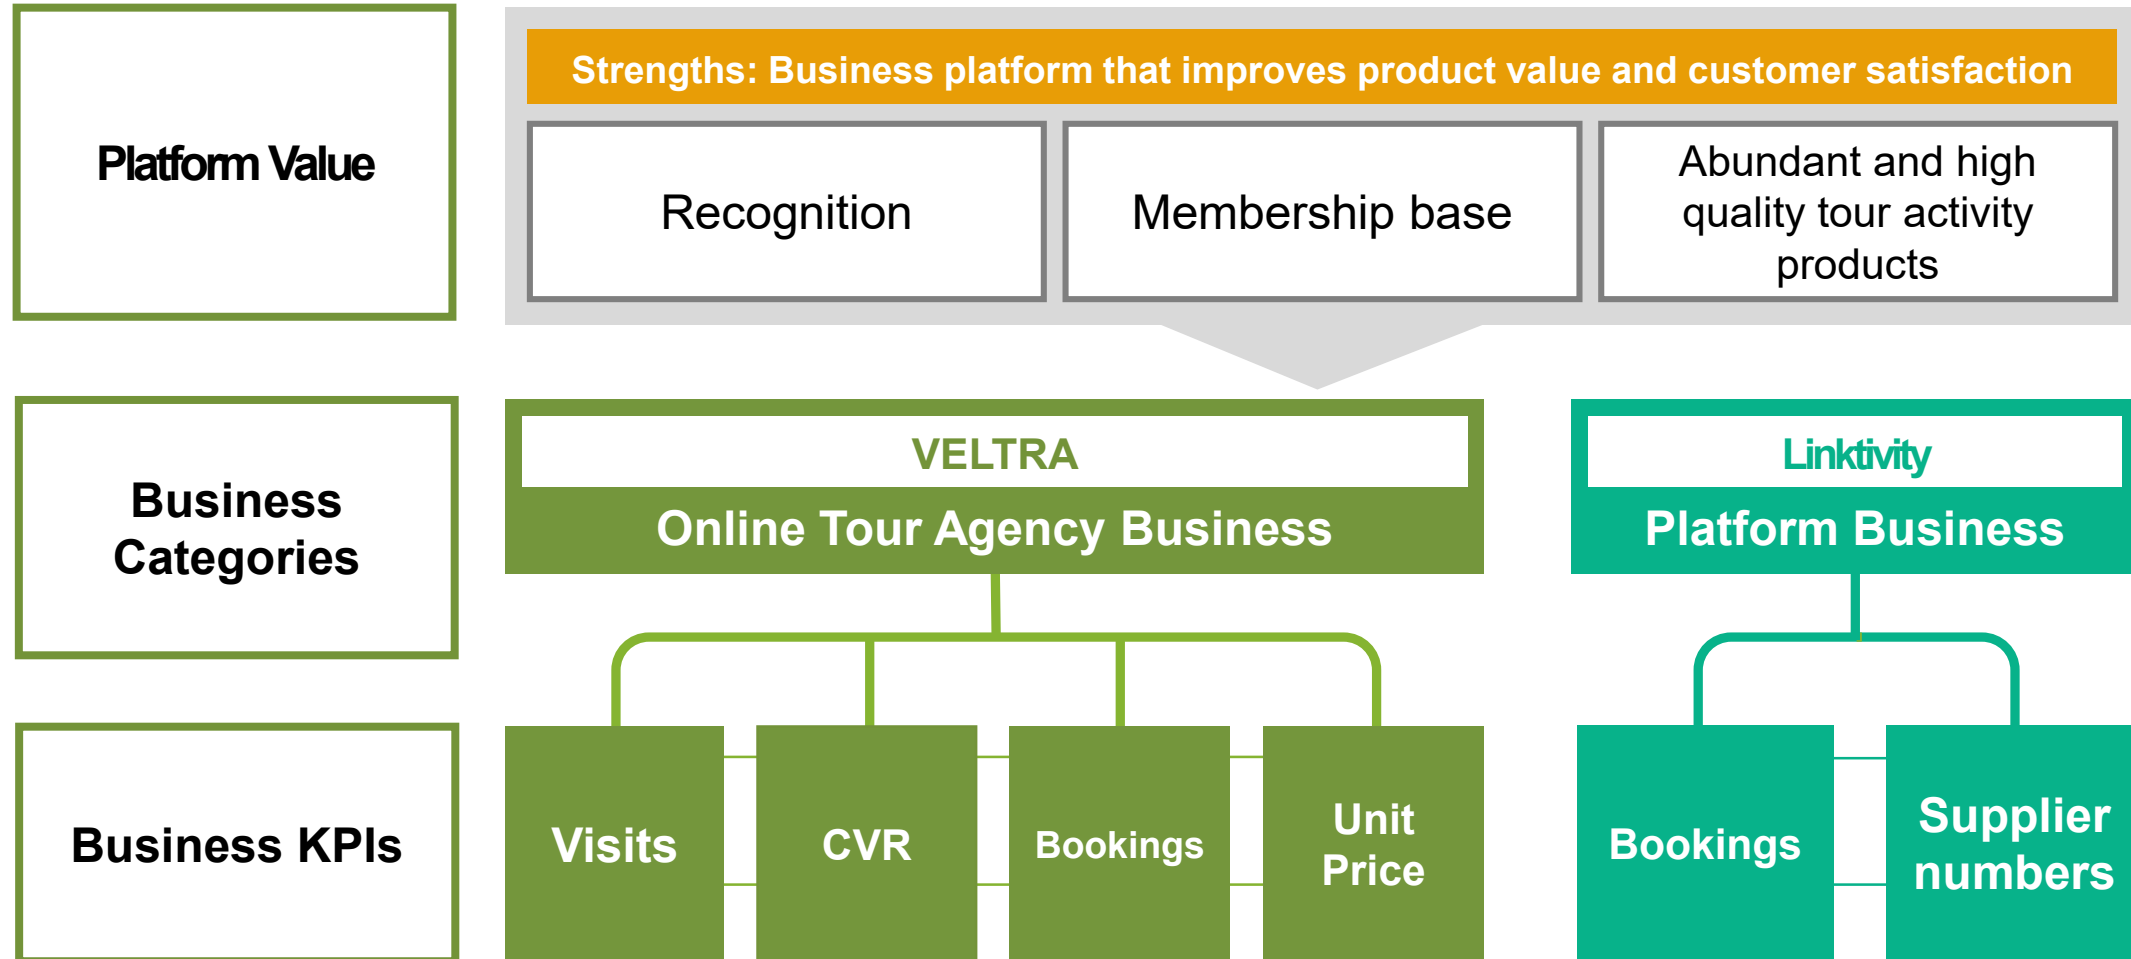 Platform Value
Strengths: Business platform that improves product value and customer satisfaction
Recognition
Membership base
Abundant and high
quality tour activity
products
Business
Categories
VELTRA
Online Tour Agency Business
Linktivity
Platform Business
Business KPIs
Visits
CVR
Bookings
Unit
Price
Bookings
Supplier
numbers